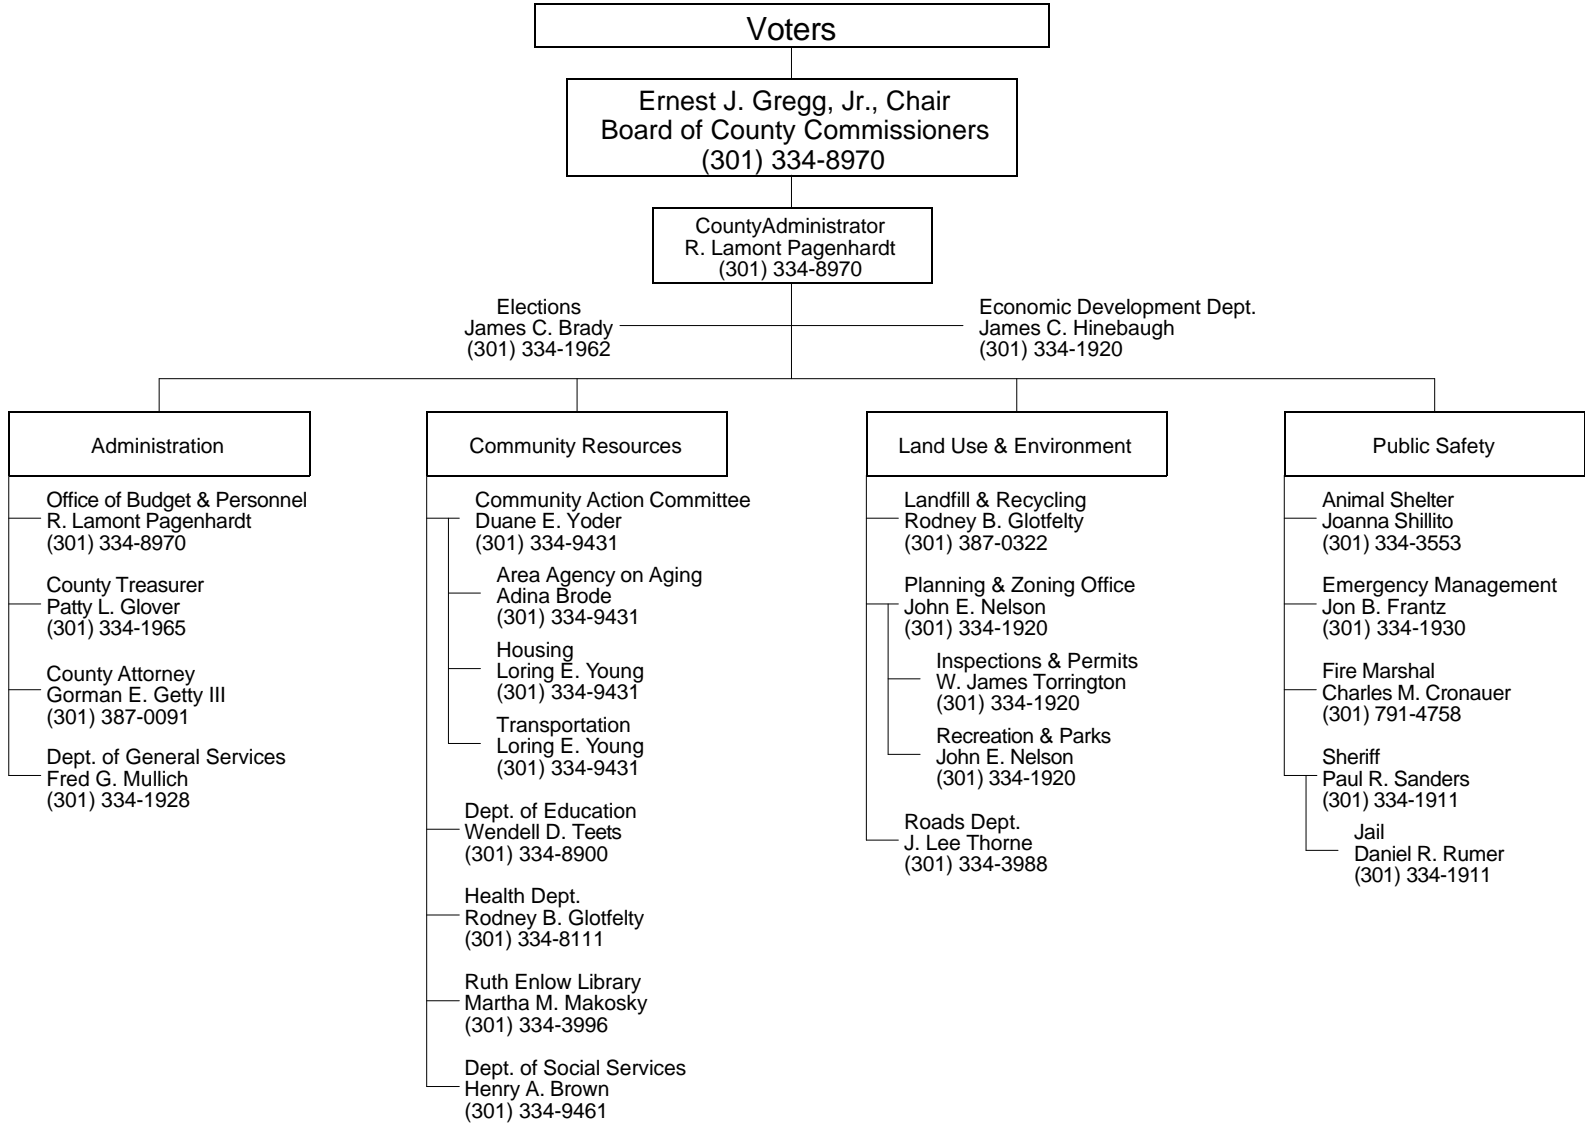 Voters
Ernest J. Gregg, Jr., Chair
Board of County Commissioners
(301) 334-8970
CountyAdministrator
R. Lamont Pagenhardt
(301) 334-8970
Elections
James C. Brady
(301) 334-1962
Economic Development Dept.
James C. Hinebaugh
(301) 334-1920
Administration
Office of Budget & Personnel
R. Lamont Pagenhardt
(301) 334-8970
County Treasurer
Patty L. Glover
(301) 334-1965
County Attorney
Gorman E. Getty III
(301) 387-0091
Dept. of General Services
Fred G. Mullich
(301) 334-1928
Community Resources
Community Action Committee
Duane E. Yoder
(301) 334-9431
Area Agency on Aging
Adina Brode
(301) 334-9431
Housing
Loring E. Young
(301) 334-9431
Transportation
Loring E. Young
(301) 334-9431
Dept. of Education
Wendell D. Teets
(301) 334-8900
Health Dept.
Rodney B. Glotfelty
(301) 334-8111
Ruth Enlow Library
Martha M. Makosky
(301) 334-3996
Dept. of Social Services
Henry A. Brown
(301) 334-9461
Land Use & Environment
Landfill & Recycling
Rodney B. Glotfelty
(301) 387-0322
Planning & Zoning Office
John E. Nelson
(301) 334-1920
Inspections & Permits
W. James Torrington
(301) 334-1920
Recreation & Parks
John E. Nelson
(301) 334-1920
Roads Dept.
J. Lee Thorne
(301) 334-3988
Public Safety
Animal Shelter
Joanna Shillito
(301) 334-3553
Emergency Management
Jon B. Frantz
(301) 334-1930
Fire Marshal
Charles M. Cronauer
(301) 791-4758
Sheriff
Paul R. Sanders
(301) 334-1911
Jail
Daniel R. Rumer
(301) 334-1911